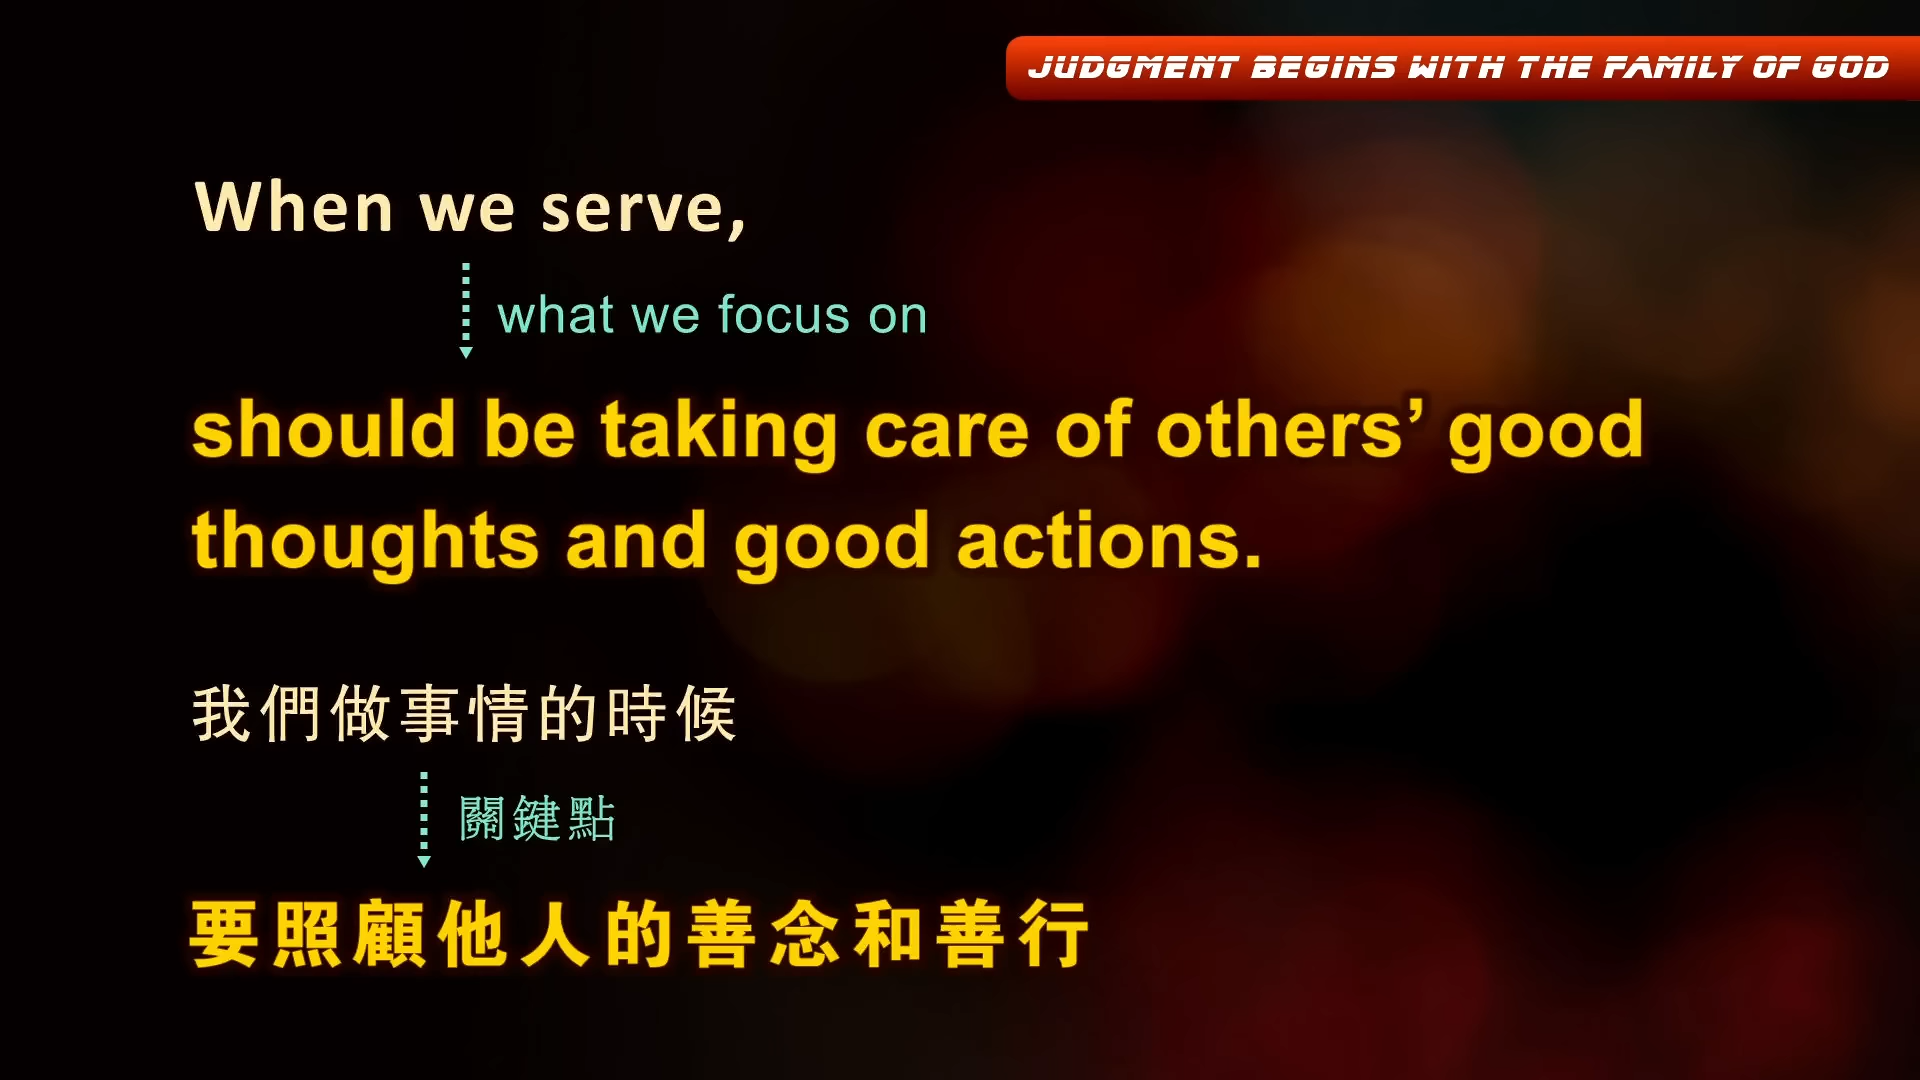 JUDGMENT BEGINS WITH THE FAMILY OF GOD
When we serve,
what we focus on
should be taking care of others’ good
thoughts and good actions.
我們做事情的時候
關鍵點
要照顧他人的善念和善行